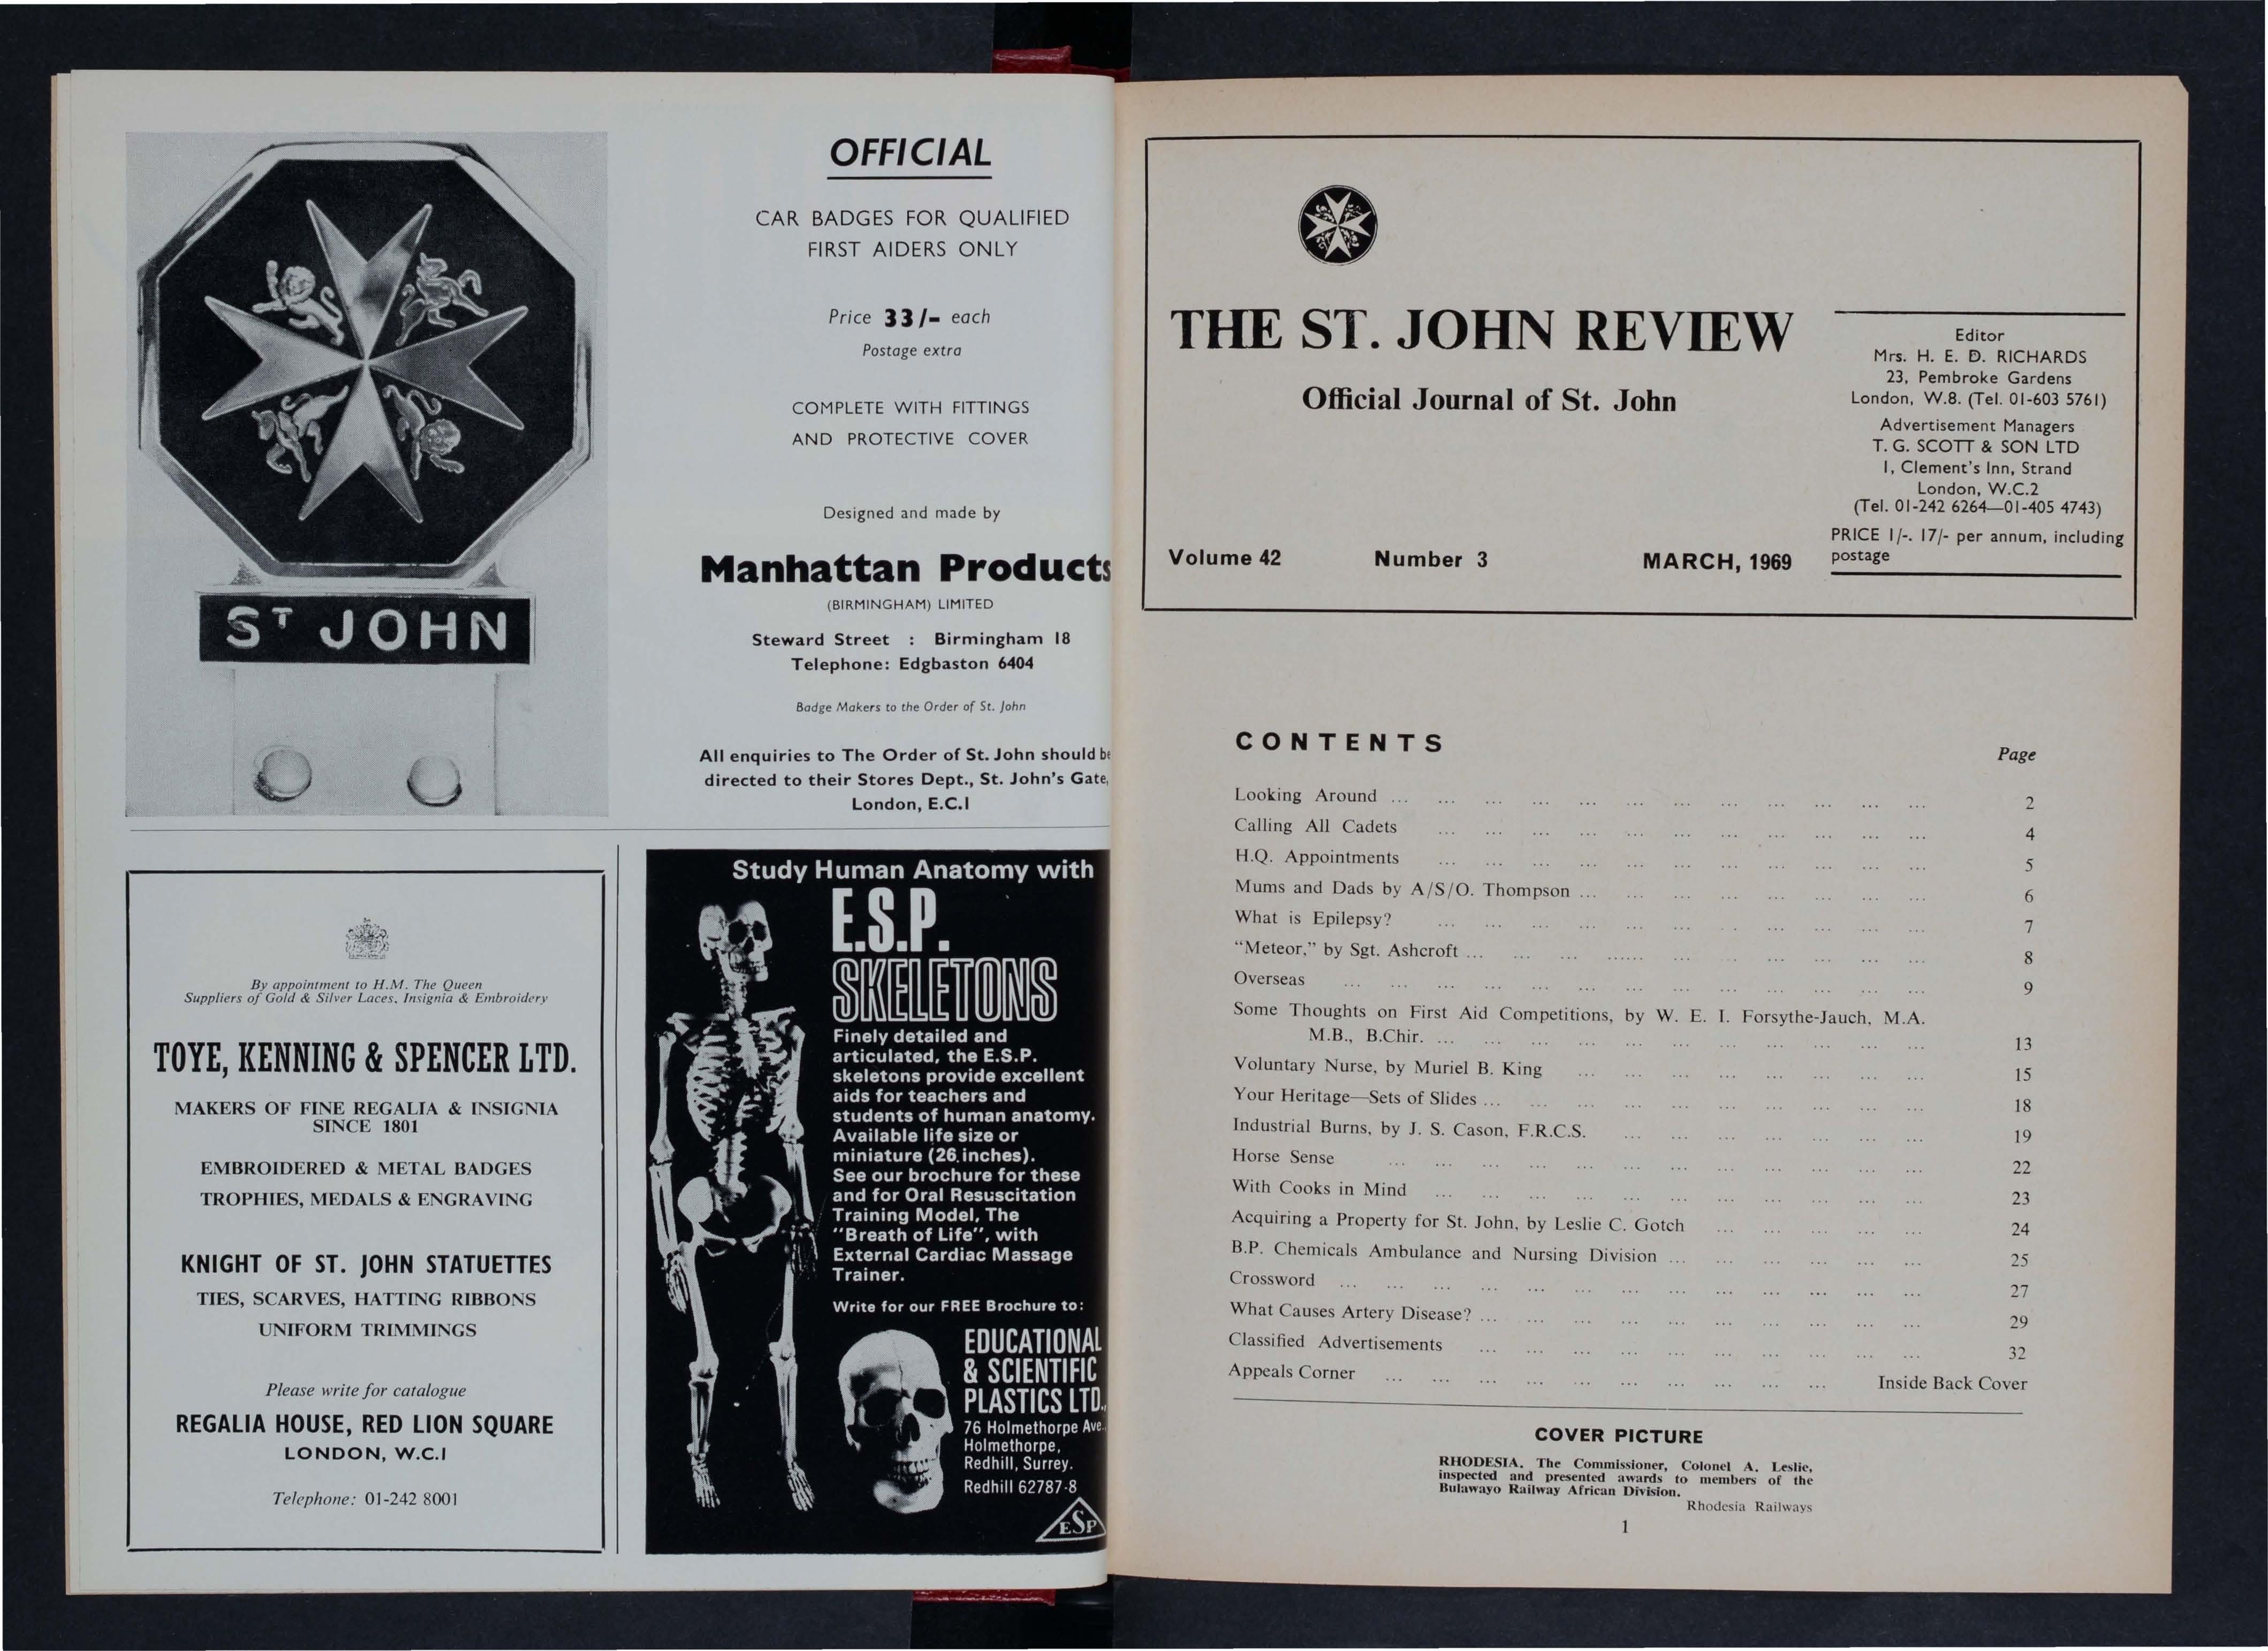 ST JOHN
OFFICIAL
CAR BADGES FOR QUALIFIED
FIRST AIDERS ONLY
Price 33/- each
Postage extra
COMPLETE WITH FITTINGS
AND PROTECTIVE COVER
Designed and made by
Manhattan Products
(BIRMINGHAM) LIMITED
Steward Street : Birmingham 18
Telephone: Edgbaston 6404
Badge Makers to the Order of St. John
All enquiries to The Order of St. John should be
directed to their Stores Dept., St. John's Gate,
London, E.C.1
By appointment to H.M. The Queen
Suppliers of Gold & Silver Laces, Insignia & Embroidery
TOYE, KENNING & SPENCER LTD.
MAKERS OF FINE REGALIA & INSIGNIA
SINCE 1801
EMBROIDERED & METAL BADGES
TROPHIES, MEDALS & ENGRAVING
KNIGHT OF ST. JOHN STATUETTES
TIES, SCARVES, HATTING RIBBONS
UNIFORM TRIMMINGS
Please write for catalogue
REGALIA HOUSE, RED LION SQUARE
LONDON, W.C.1
Telephone: 01-242 8001
Study Human Anatomy with
E.S.P.
SKELETONS
Finely detailed and
articulated, the E.S.P.
skeletons provide excellent
aids for teachers and
students of human anatomy.
Available life size or
miniature (26 inches).
See our brochure for these
and for Oral Resuscitation
Training Model, The
"Breath of Life", with
External Cardiac Massage
Trainer.
Write for our FREE Brochure to:
EDUCATIONAL
& SCIENTIFIC
PLASTICS LTD.,
76 Holmethorpe Ave.,
Holmethorpe,
Redhill, Surrey.
Redhill 62787-8
ESP
THE ST. JOHN REVIEW
Official Journal of St. John
Volume 42 Number 3 MARCH, 1969
Editor
Mrs. H. E. D. RICHARDS
23, Pembroke Gardens
London, W.8. (Tel. 01-603 5761)
Advertisement Managers
T. G. SCOTT & SON LTD
1, Clement's Inn, Strand
London, W.C.2
(Tel. 01-242 6264—01-405 4743)
PRICE 1/-. 17/- per annum, including
postage
CONTENTS
Page
Looking Around ... 2
Calling All Cadets ... 4
H.Q. Appointments ... 5
Mums and Dads by A/S/O. Thompson ... 6
What is Epilepsy? ... 7
"Meteor," by Sgt. Ashcroft ... 8
Overseas ... 9
Some Thoughts on First Aid Competitions, by W. E. I. Forsythe-Jauch, M.A.
M.B., B.Chir. ... 13
Voluntary Nurse, by Muriel B. King ... 15
Your Heritage—Sets of Slides ... 18
Industrial Burns, by J. S. Cason, F.R.C.S. ... 19
Horse Sense ... 22
With Cooks in Mind ... 23
Acquiring a Property for St. John, by Leslie C. Gotch ... 24
B.P. Chemicals Ambulance and Nursing Division ... 25
Crossword ... 27
What Causes Artery Disease? ... 29
Classified Advertisements ... 32
Appeals Corner ... Inside Back Cover
COVER PICTURE
RHODESIA. The Commissioner, Colonel A. Leslie,
inspected and presented awards to members of the
Bulawayo Railway African Division.
Rhodesia Railways
1